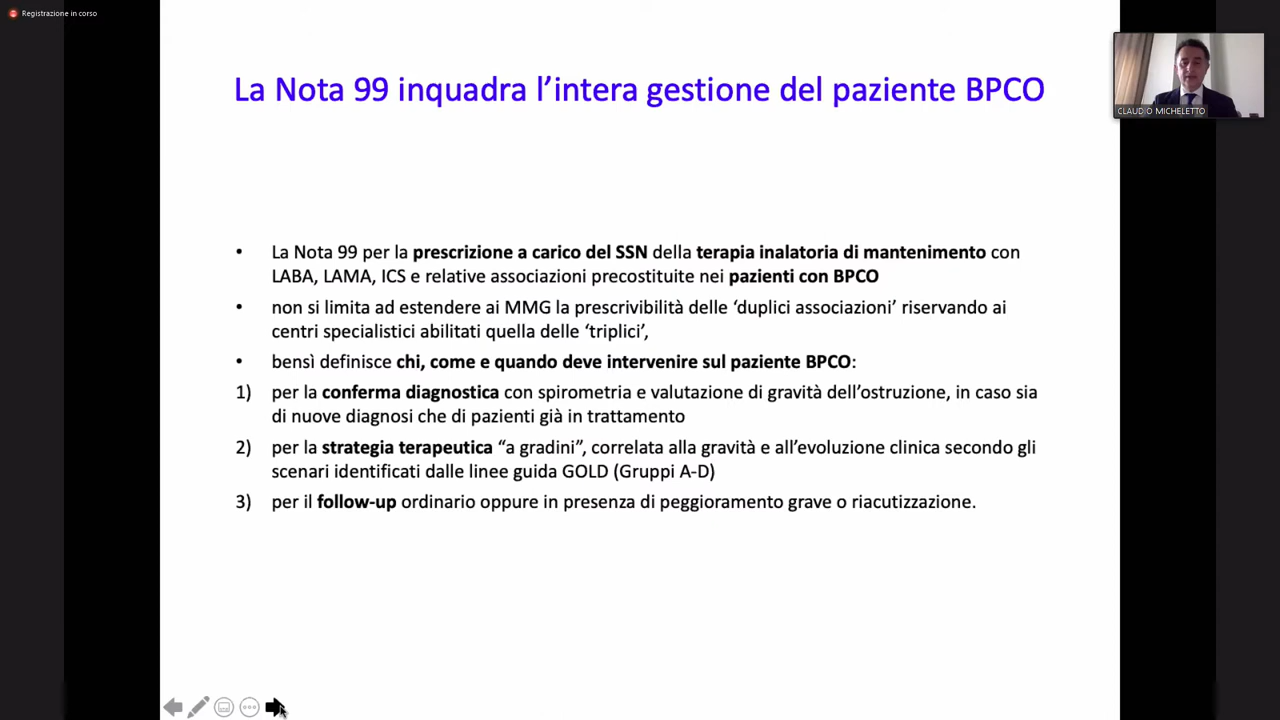 Registrazione in corso
La Nota 99 inquadra l’intera gestione del paziente BPCO
CLAUDIO MICHELETTO
• La Nota 99 per la prescrizione a carico del SSN della terapia inalatoria di mantenimento con
LABA, LAMA, ICS e relative associazioni precostituite nei pazienti con BPCO
• non si limita ad estendere ai MMG la prescrivibilità delle ‘duplici associazioni’ riservando ai
centri specialistici abilitati quella delle ‘triplici’,
• bensì definisce chi, come e quando deve intervenire sul paziente BPCO:
1) per la conferma diagnostica con spirometria e valutazione di gravità dell’ostruzione, in caso sia
di nuove diagnosi che di pazienti già in trattamento
2) per la strategia terapeutica “a gradini”, correlata alla gravità e all’evoluzione clinica secondo gli
scenari identificati dalle linee guida GOLD (Gruppi A-D)
3) per il follow-up ordinario oppure in presenza di peggioramento grave o riacutizzazione.